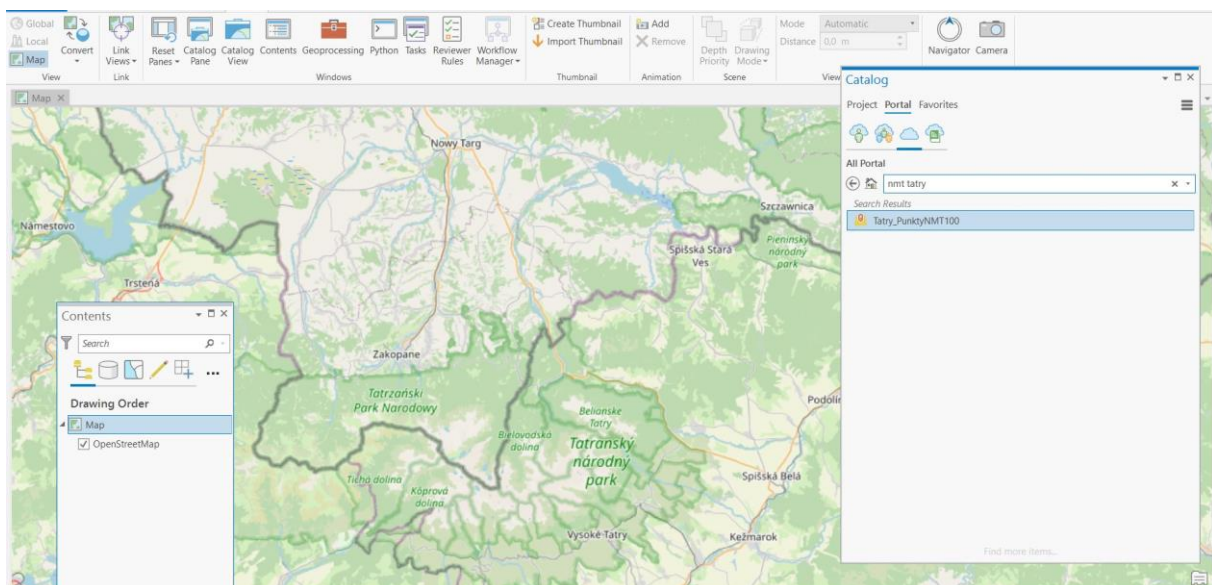 Global
Local
Map
Convert
View
Link Views
Link
Reset Panes
Catalog Pane
Catalog View
Contents
Geoprocessing
Python
Tasks
Reviewer Rules
Workflow Manager
Windows
Create Thumbnail
Import Thumbnail
Thumbnail
Add
Remove
Animation
Depth Priority
Drawing Mode
Scene
Mode Automatic
Distance 0,0 m
View
Navigator
Camera
Map
Catalog
Project Portal Favorites
All Portal
nmt tatry
Search Results
Tatry_PunktyNMT100
Find more items...
Nowy Targ
Szczawnica
Námestovo
Pieninský národný park
Spišská Stará Ves
Trstená
Contents
Search
Drawing Order
Map
OpenStreetMap
Zakopane
Tatrzański Park Narodowy
Belianske Tatry
Podolín
Bielovodská dolina
Tatranský národný park
Tichá dolina
Kôprová dolina
Spišská Belá
Vysoké Tatry
Kežmarok